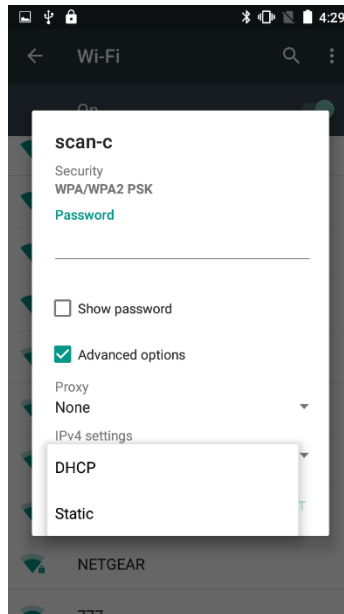 4:29
Wi-Fi
On
scan-c
Security
WPA/WPA2 PSK
Password
Show password
Advanced options
Proxy
None
IPv4 settings
DHCP
Static
NETGEAR